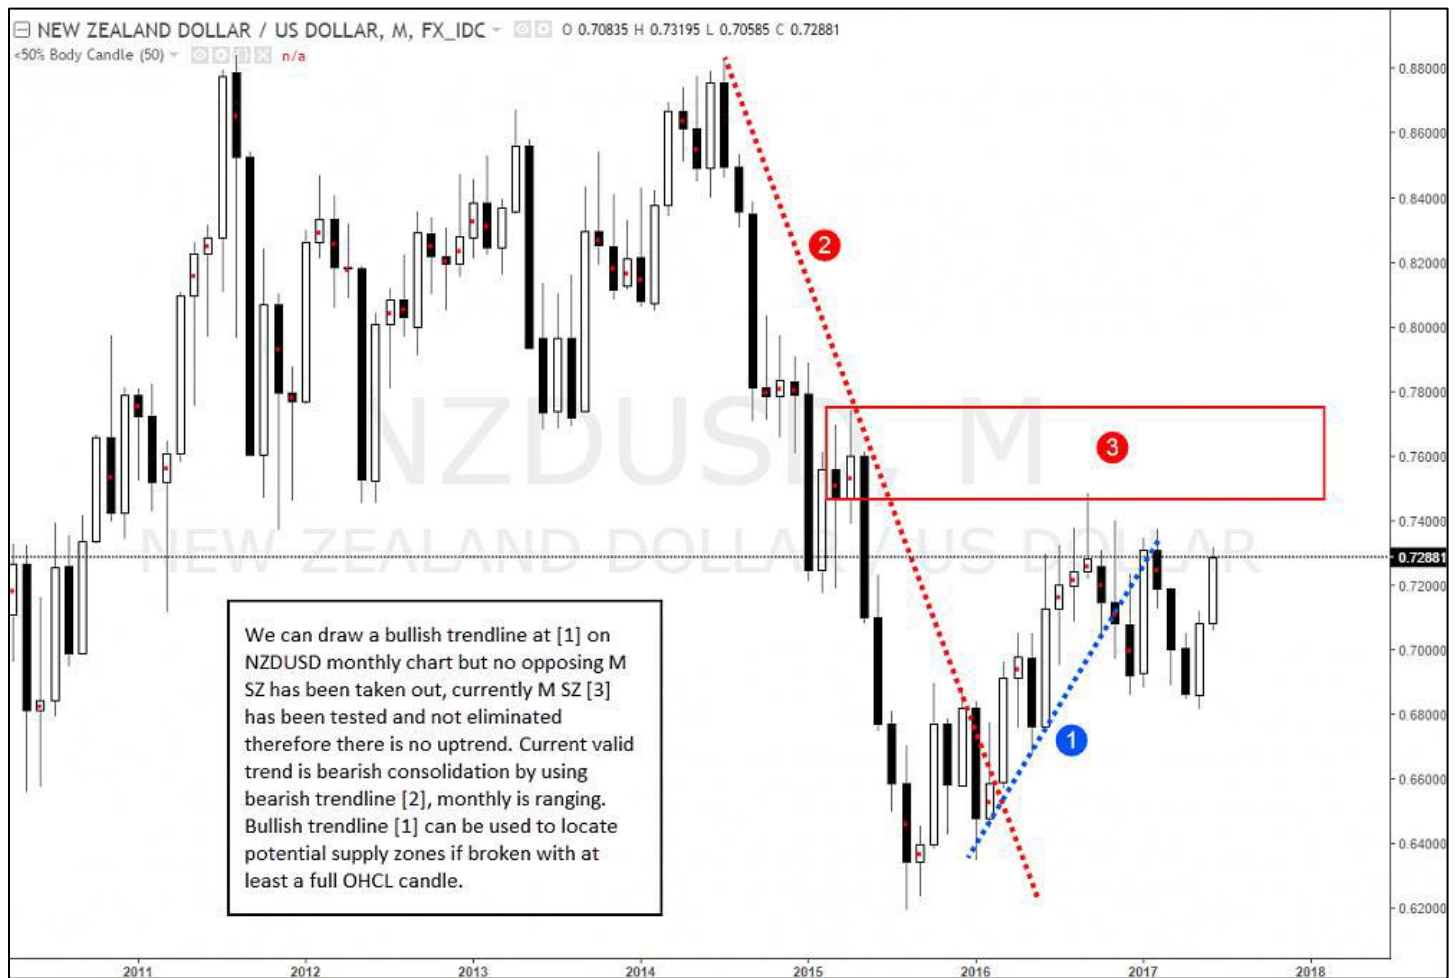 NEW ZEALAND DOLLAR / US DOLLAR, M, FX_IDC O 0.70835 H 0.73195 L 0.70585 C 0.72881
<50% Body Candle (50) n/a
0.88000
0.86000
2
0.84000
0.82000
0.80000
0.78000
NZDUSD, M
3
0.76000
0.74000
NEW ZEALAND DOLLAR / US DOLLAR
0.72881
0.72000
We can draw a bullish trendline at [1] on
NZDUSD monthly chart but no opposing M
SZ has been taken out, currently M SZ [3]
has been tested and not eliminated
therefore there is no uptrend. Current valid
trend is bearish consolidation by using
bearish trendline [2], monthly is ranging.
Bullish trendline [1] can be used to locate
potential supply zones if broken with at
least a full OHCL candle.
0.70000
0.68000
1
0.66000
0.64000
0.62000
2011 2012 2013 2014 2015 2016 2017 2018